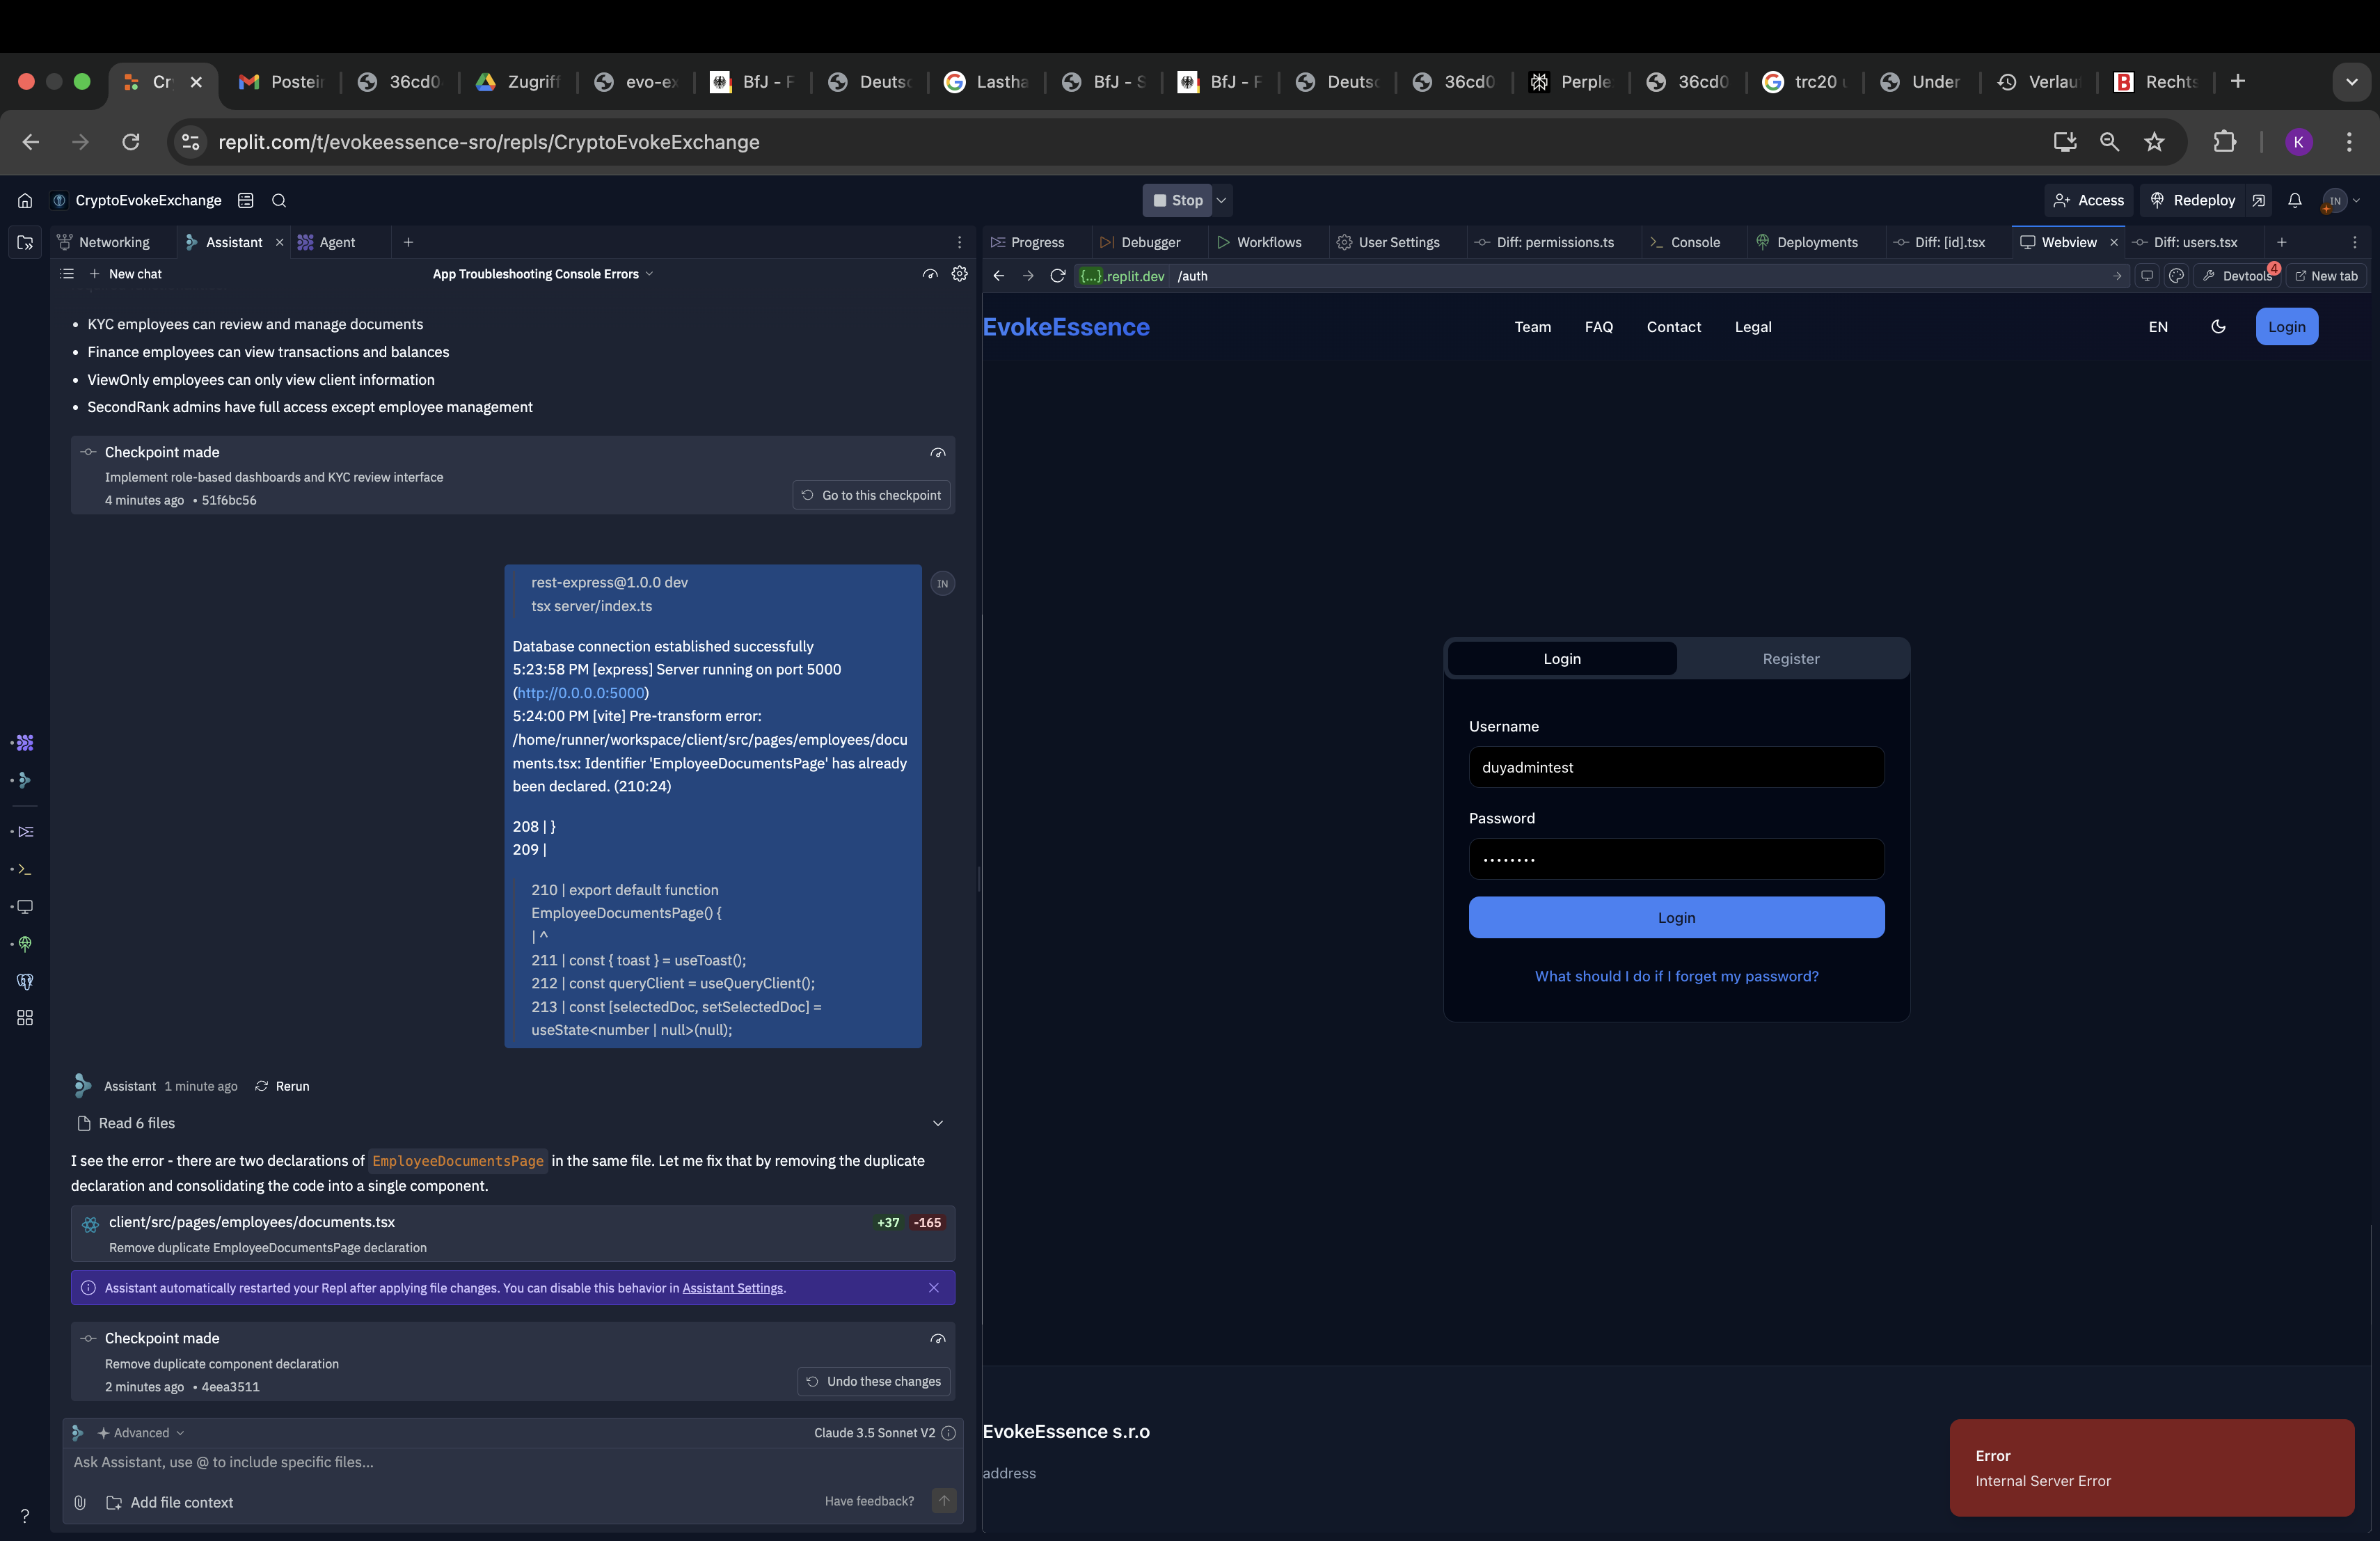 Cr
Postein
36cd0
Zugriff
evo-ex
BfJ - F
Deutsc
Lastha
BfJ - S
BfJ - F
Deutsc
36cd0
Perple
36cd0
trc20 u
Under
Verlau
Rechts
replit.com/t/evokeessence-sro/repls/CryptoEvokeExchange
K
CryptoEvokeExchange
Stop
Access
Redeploy
IN
Networking
Assistant
Agent
Progress
Debugger
Workflows
User Settings
Diff: permissions.ts
Console
Deployments
Diff: [id].tsx
Webview
Diff: users.tsx
New chat
App Troubleshooting Console Errors
{...}.replit.dev /auth
Devtools
4
New tab
• KYC employees can review and manage documents
• Finance employees can view transactions and balances
• ViewOnly employees can only view client information
• SecondRank admins have full access except employee management
Checkpoint made
Implement role-based dashboards and KYC review interface
4 minutes ago • 51f6bc56
Go to this checkpoint
IN
rest-express@1.0.0 dev
tsx server/index.ts
Database connection established successfully
5:23:58 PM [express] Server running on port 5000
(http://0.0.0.0:5000)
5:24:00 PM [vite] Pre-transform error:
/home/runner/workspace/client/src/pages/employees/docu
ments.tsx: Identifier 'EmployeeDocumentsPage' has already
been declared. (210:24)
208 | }
209 |
210 | export default function
EmployeeDocumentsPage() {
| ^
211 | const { toast } = useToast();
212 | const queryClient = useQueryClient();
213 | const [selectedDoc, setSelectedDoc] =
useState<number | null>(null);
Assistant 1 minute ago Rerun
Read 6 files
I see the error - there are two declarations of EmployeeDocumentsPage in the same file. Let me fix that by removing the duplicate
declaration and consolidating the code into a single component.
client/src/pages/employees/documents.tsx
+37 -165
Remove duplicate EmployeeDocumentsPage declaration
Assistant automatically restarted your Repl after applying file changes. You can disable this behavior in Assistant Settings.
Checkpoint made
Remove duplicate component declaration
2 minutes ago • 4eea3511
Undo these changes
Advanced
Claude 3.5 Sonnet V2
Ask Assistant, use @ to include specific files...
Add file context
Have feedback?
?
EvokeEssence
Team
FAQ
Contact
Legal
EN
Login
Login
Register
Username
duyadmintest
Password
••••••••
Login
What should I do if I forget my password?
EvokeEssence s.r.o
address
Error
Internal Server Error